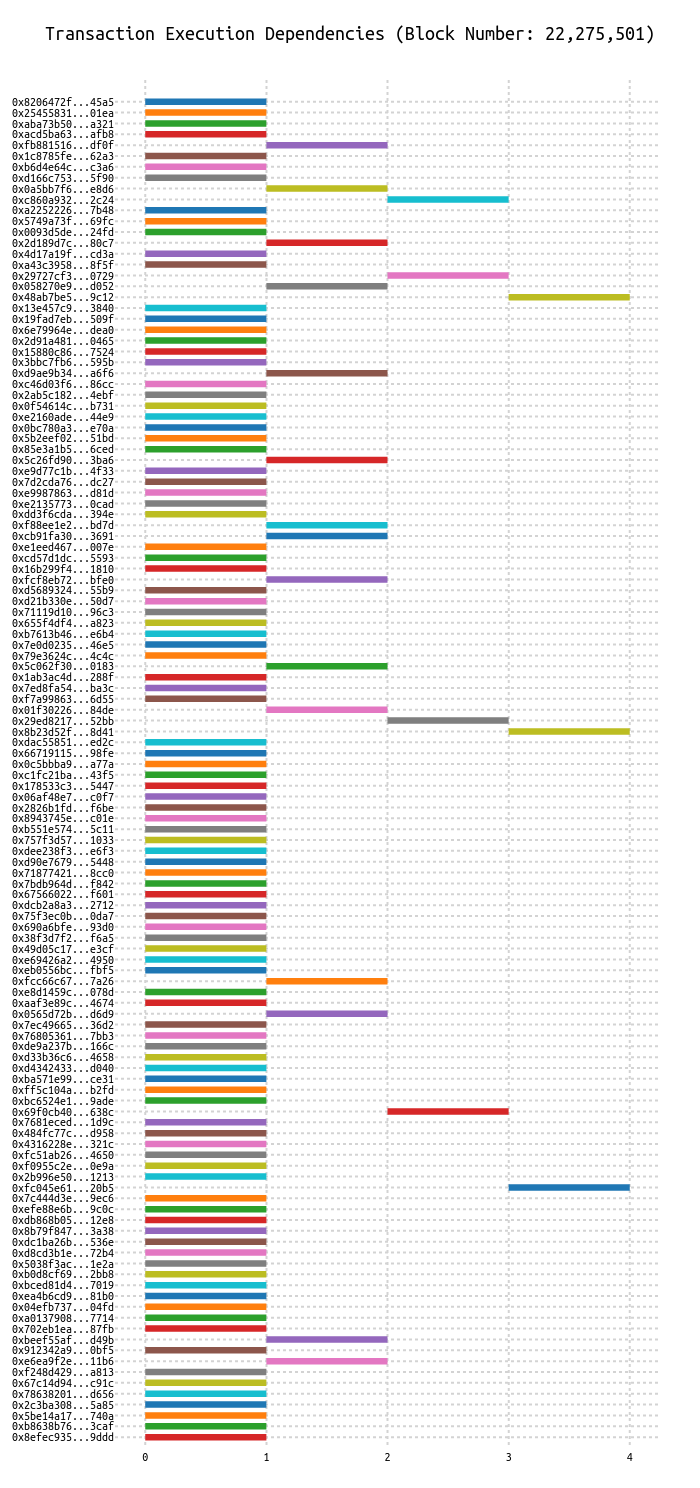 Transaction Execution Dependencies (Block Number: 22,275,501)
0x8206472f...45a5
0x25455831...01ea
0xaba73b50...a321
0xacd5ba63...afb8
0xfb881516...df0f
0x1c8785fe...62a3
0xb6d4e64c...c3a6
0xd166c753...5f90
0x0a5bb7f6...e8d6
0xc860a932...2c24
0xa2252226...7b48
0x5749a73f...69fc
0x0093d5de...24fd
0x2d189d7c...80c7
0x4d17a19f...cd3a
0xa43c3958...8f5f
0x29727cf3...0729
0x058270e9...d052
0x48ab7be5...9c12
0x13e457c9...3840
0x19fad7eb...509f
0x6e79964e...dea0
0x2d91a481...0465
0x15880c86...7524
0x3bbc7fb6...595b
0xd9ae9b34...a6f6
0xc46d03f6...86cc
0x2ab5c182...4ebf
0x0f54614c...b731
0xe2160ade...44e9
0x0bc780a3...e70a
0x5b2eef02...51bd
0x85e3a1b5...6ced
0x5c26fd90...3ba6
0xe9d77c1b...4f33
0x7d2cda76...dc27
0xe9987863...d81d
0xe2135773...0cad
0xdd3f6cda...394e
0xf88ee1e2...bd7d
0xcb91fa30...3691
0xe1eed467...007e
0xcd57d1dc...5593
0x16b299f4...1810
0xfcf8eb72...bfe0
0xd5689324...55b9
0xd21b330e...50d7
0x71119d10...96c3
0x655f4df4...a823
0xb7613b46...e6b4
0x7e0d0235...46e5
0x79e3624c...4c4c
0x5c062f30...0183
0x1ab3ac4d...288f
0x7ed8fa54...ba3c
0xf7a99863...6d55
0x01f30226...84de
0x29ed8217...52bb
0x8b23d52f...8d41
0xdac55851...ed2c
0x66719115...98fe
0x0c5bbba9...a77a
0xc1fc21ba...43f5
0x178533c3...5447
0x06af48e7...c0f7
0x2826b1fd...f6be
0x8943745e...c01e
0xb551e574...5c11
0x757f3d57...1033
0xdee238f3...e6f3
0xd90e7679...5448
0x71877421...8cc0
0x7bdb964d...f842
0x67566022...f601
0xdcb2a8a3...2712
0x75f3ec0b...0da7
0x690a6bfe...93d0
0x38f3d7f2...f6a5
0x49d05c17...e3cf
0xe69426a2...4950
0xeb0556bc...fbf5
0xfcc66c67...7a26
0xe8d1459c...078d
0xaaf3e89c...4674
0x0565d72b...d6d9
0x7ec49665...36d2
0x76805361...7bb3
0xde9a237b...166c
0xd33b36c6...4658
0xd4342433...d040
0xba571e99...ce31
0xff5c104a...b2fd
0xbc6524e1...9ade
0x69f0cb40...638c
0x7681eced...1d9c
0x484fc77c...d958
0x4316228e...321c
0xfc51ab26...4650
0xf0955c2e...0e9a
0x2b996e50...1213
0xfc045e61...20b5
0x7c444d3e...9ec6
0xefe88e6b...9c0c
0xdb868b05...12e8
0x8b79f847...3a38
0xdc1ba26b...536e
0xd8cd3b1e...72b4
0x5038f3ac...1e2a
0xb0d8cf69...2bb8
0xbced81d4...7019
0xea4b6cd9...81b0
0x04efb737...04fd
0xa0137908...7714
0x702eb1ea...87fb
0xbeef55af...d49b
0x912342a9...0bf5
0xe6ea9f2e...11b6
0xf248d429...a813
0x67c14d94...c91c
0x78638201...d656
0x2c3ba308...5a85
0x5be14a17...740a
0xb8638b76...3caf
0x8efec935...9ddd
0 1 2 3 4